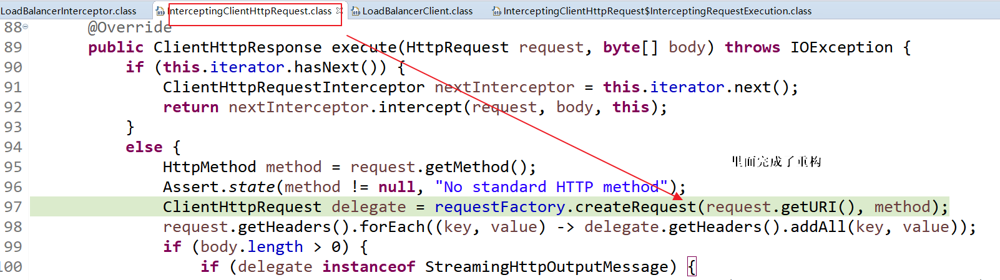 LoadBalancerInterceptor.class InterceptingClientHttpRequest.class LoadBalancerClient.class InterceptingClientHttpRequest$InterceptingRequestExecution.class
88 @Override
89 public ClientHttpResponse execute(HttpRequest request, byte[] body) throws IOException {
90 if (this.iterator.hasNext()) {
91 ClientHttpRequestInterceptor nextInterceptor = this.iterator.next();
92 return nextInterceptor.intercept(request, body, this);
93 }
94 else {
95 HttpMethod method = request.getMethod();
里面完成了重构
96 Assert.state(method != null, "No standard HTTP method");
97 ClientHttpRequest delegate = requestFactory.createRequest(request.getURI(), method);
98 request.getHeaders().forEach((key, value) -> delegate.getHeaders().addAll(key, value));
99 if (body.length > 0) {
100 if (delegate instanceof StreamingHttpOutputMessage) {